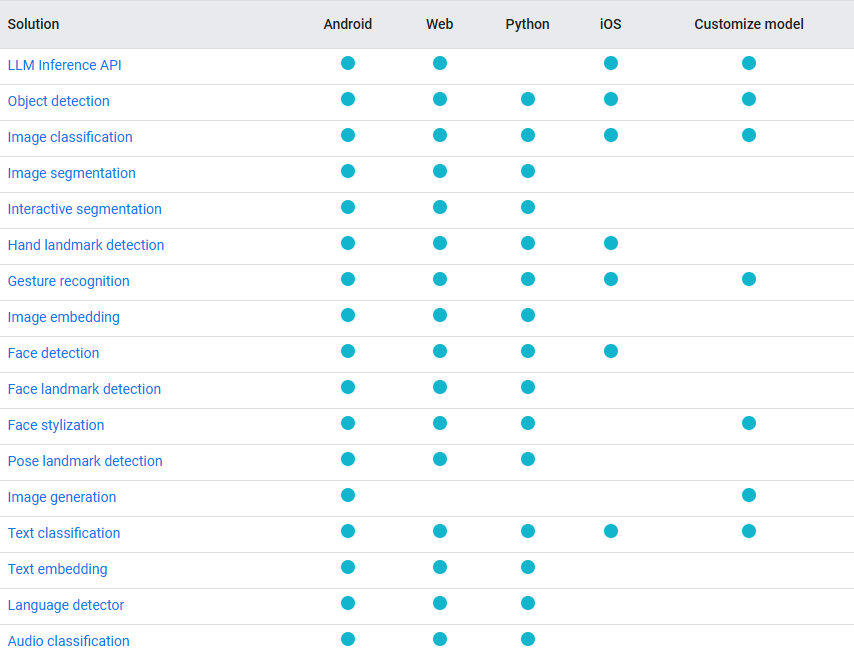 Solution Android Web Python iOS Customize model
LLM Inference API
Object detection
Image classification
Image segmentation
Interactive segmentation
Hand landmark detection
Gesture recognition
Image embedding
Face detection
Face landmark detection
Face stylization
Pose landmark detection
Image generation
Text classification
Text embedding
Language detector
Audio classification